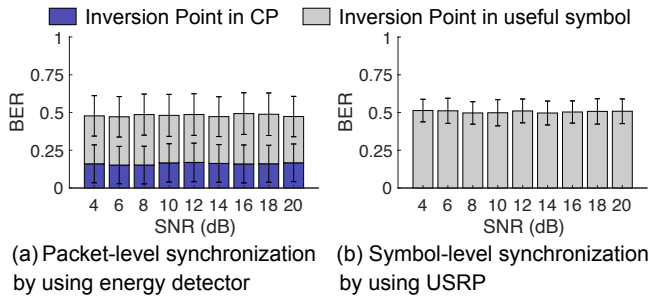 Inversion Point in CP Inversion Point in useful symbol
1 1
0.75 0.75
BER 0.5 BER 0.5
0.25 0.25
0 0
4 6 8 10 12 14 16 18 20 4 6 8 10 12 14 16 18 20
SNR (dB) SNR (dB)
(a) Packet-level synchronization (b) Symbol-level synchronization
by using energy detector by using USRP